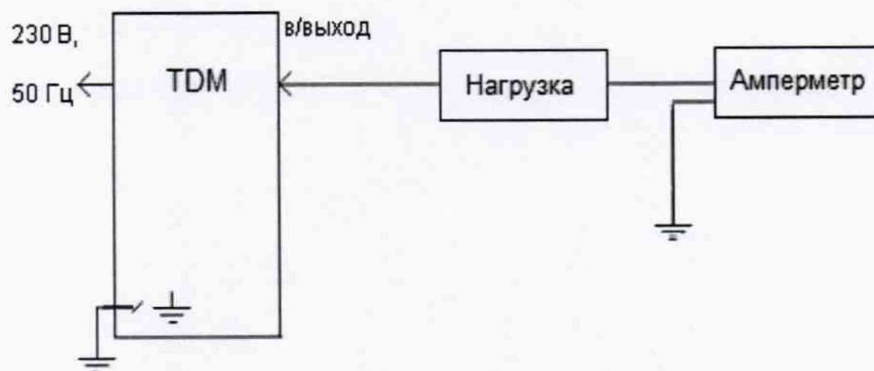 230 В,
50 Гц
TDM
в/выход
Нагрузка
Амперметр